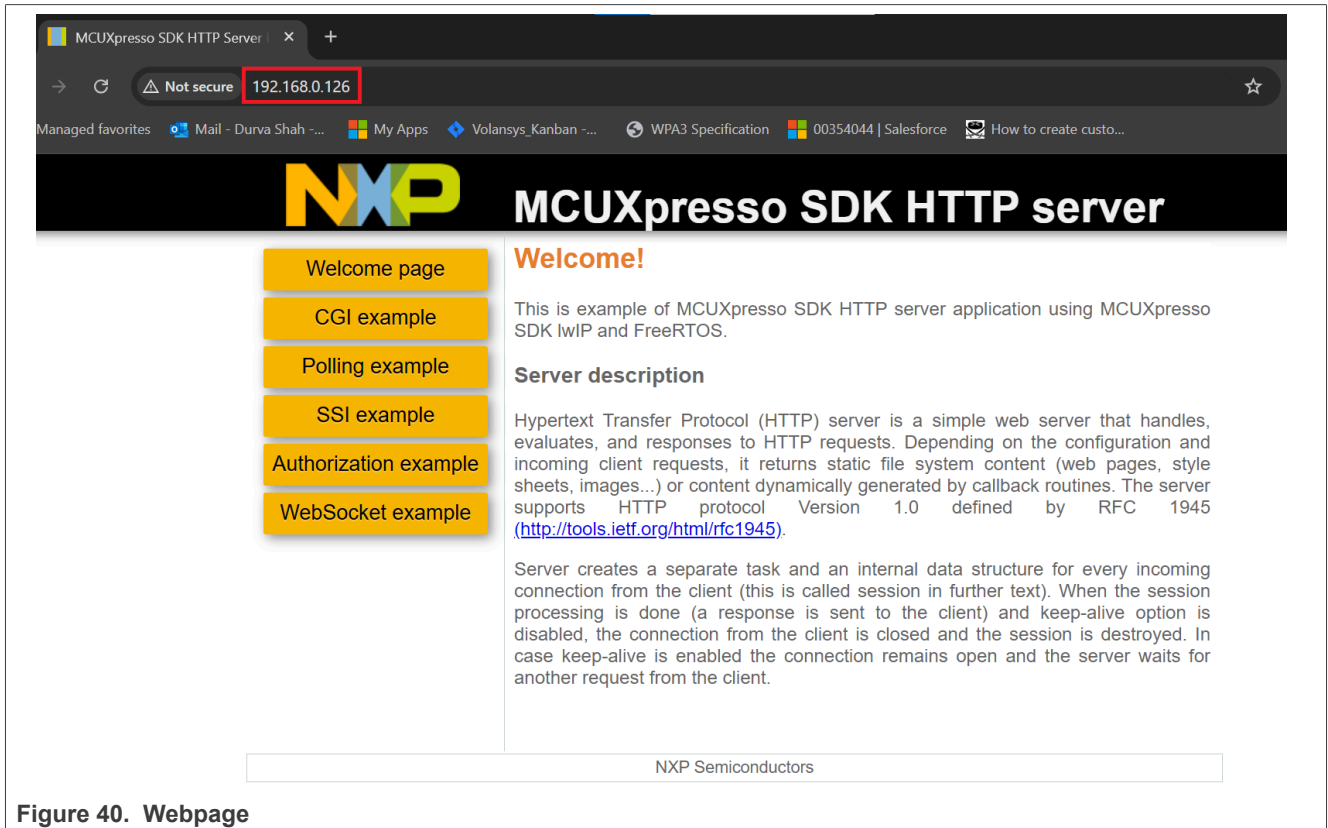 MCUXpresso SDK HTTP Server
Not secure 192.168.0.126
Managed favorites Mail - Durva Shah -... My Apps Volansys_Kanban -... WPA3 Specification 00354044 | Salesforce How to create custo...
NXP MCUXpresso SDK HTTP server
Welcome page
CGI example
Polling example
SSI example
Authorization example
WebSocket example
Welcome!
This is example of MCUXpresso SDK HTTP server application using MCUXpresso
SDK lwIP and FreeRTOS.
Server description
Hypertext Transfer Protocol (HTTP) server is a simple web server that handles,
evaluates, and responses to HTTP requests. Depending on the configuration and
incoming client requests, it returns static file system content (web pages, style
sheets, images...) or content dynamically generated by callback routines. The server
supports HTTP protocol Version 1.0 defined by RFC 1945
(http://tools.ietf.org/html/rfc1945).
Server creates a separate task and an internal data structure for every incoming
connection from the client (this is called session in further text). When the session
processing is done (a response is sent to the client) and keep-alive option is
disabled, the connection from the client is closed and the session is destroyed. In
case keep-alive is enabled the connection remains open and the server waits for
another request from the client.
NXP Semiconductors
Figure 40. Webpage